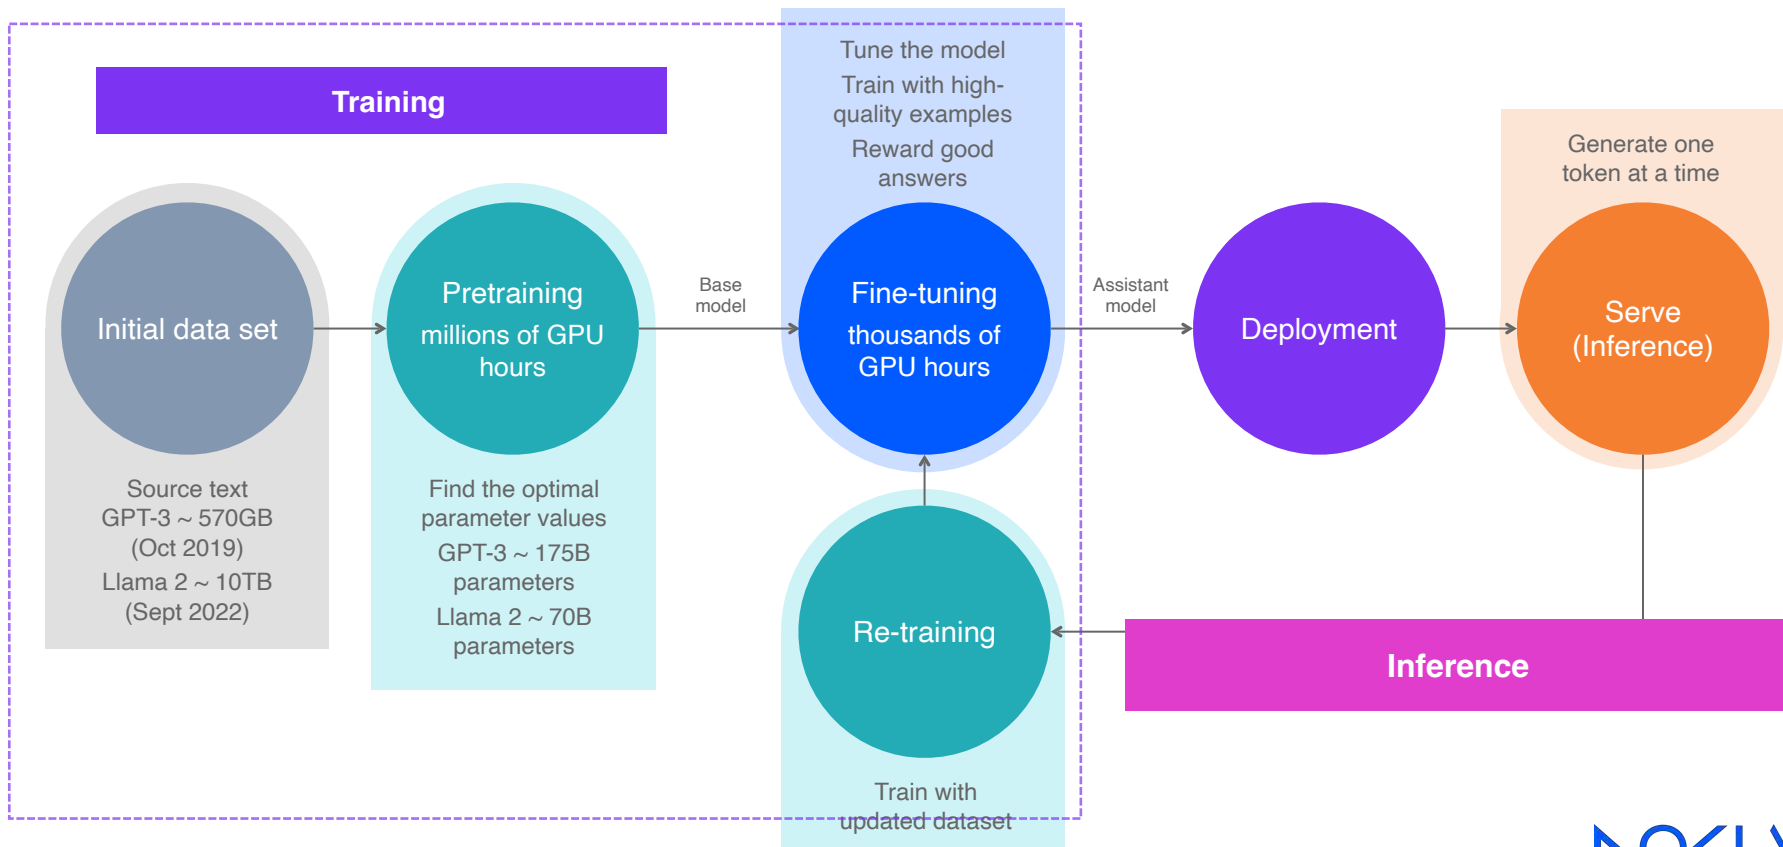 Training
Initial data set
Source text
GPT-3 ~ 570GB
(Oct 2019)
Llama 2 ~ 10TB
(Sept 2022)
Pretraining
millions of GPU
hours
Find the optimal
parameter values
GPT-3 ~ 175B
parameters
Llama 2 ~ 70B
parameters
Base
model
Tune the model
Train with high-
quality examples
Reward good
answers
Fine-tuning
thousands of
GPU hours
Re-training
Train with
updated dataset
Assistant
model
Deployment
Generate one
token at a time
Serve
(Inference)
Inference